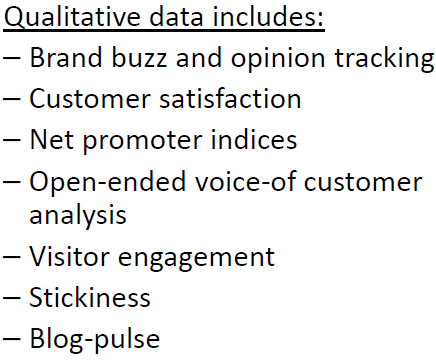 Qualitative data includes:
– Brand buzz and opinion tracking
– Customer satisfaction
– Net promoter indices
– Open-ended voice-of customer
analysis
– Visitor engagement
– Stickiness
– Blog-pulse